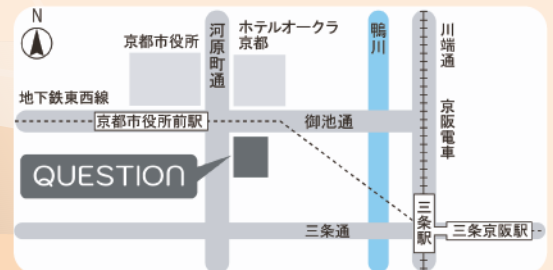 N
京都市役所
河原町通
ホテルオークラ
京都
鴨川
川端通
京阪電車
地下鉄東西線
京都市役所前駅
御池通
QUESTION
三条通
三条駅
三条京阪駅